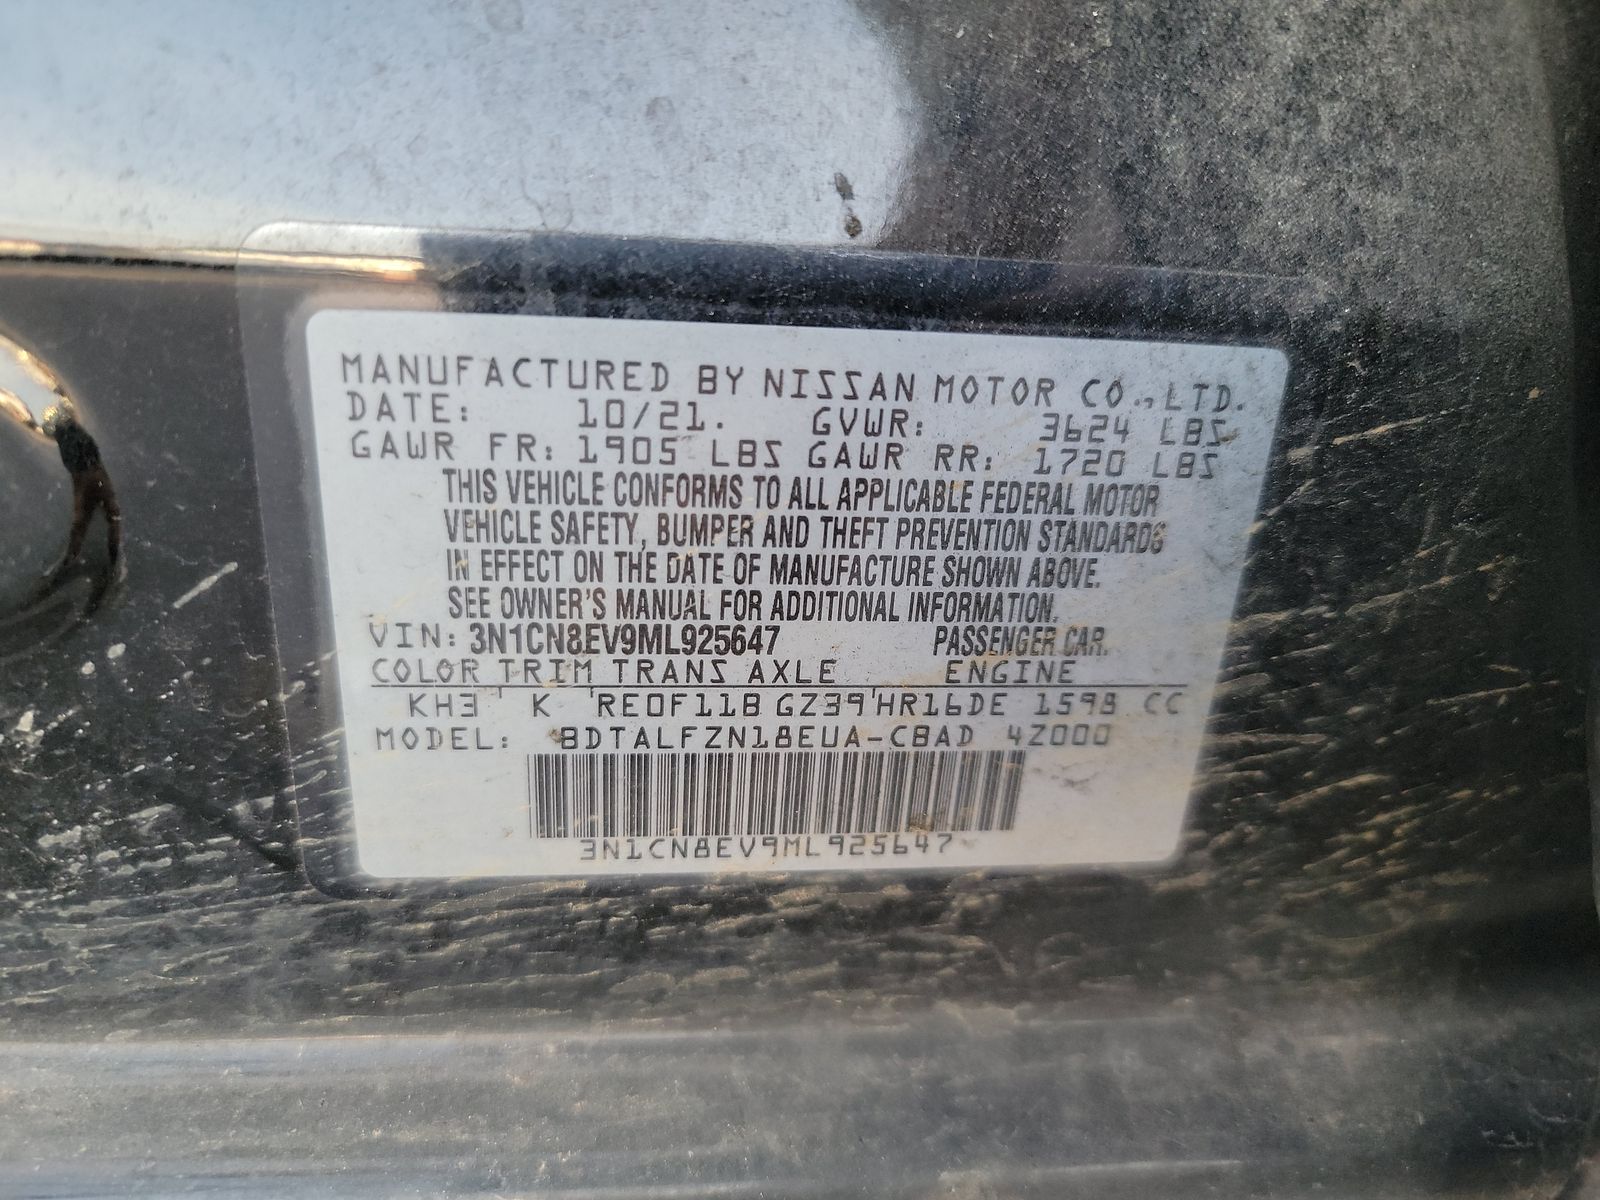 MANUFACTURED BY NISSAN MOTOR CO., LTD.
DATE: 10/21. GVWR: 3624 LBS
GAWR FR: 1905 LBS GAWR RR: 1720 LBS
THIS VEHICLE CONFORMS TO ALL APPLICABLE FEDERAL MOTOR
VEHICLE SAFETY, BUMPER AND THEFT PREVENTION STANDARDS
IN EFFECT ON THE DATE OF MANUFACTURE SHOWN ABOVE.
SEE OWNER'S MANUAL FOR ADDITIONAL INFORMATION.
VIN: 3N1CN8EV9ML925647 PASSENGER CAR.
COLOR TRIM TRANS AXLE ENGINE
KH3 ' K 'RE0F11B GZ39'HR16DE 1598 CC
MODEL: BDTALFZN18EUA-CBAD 4Z000
3N1CN8EV9ML925647